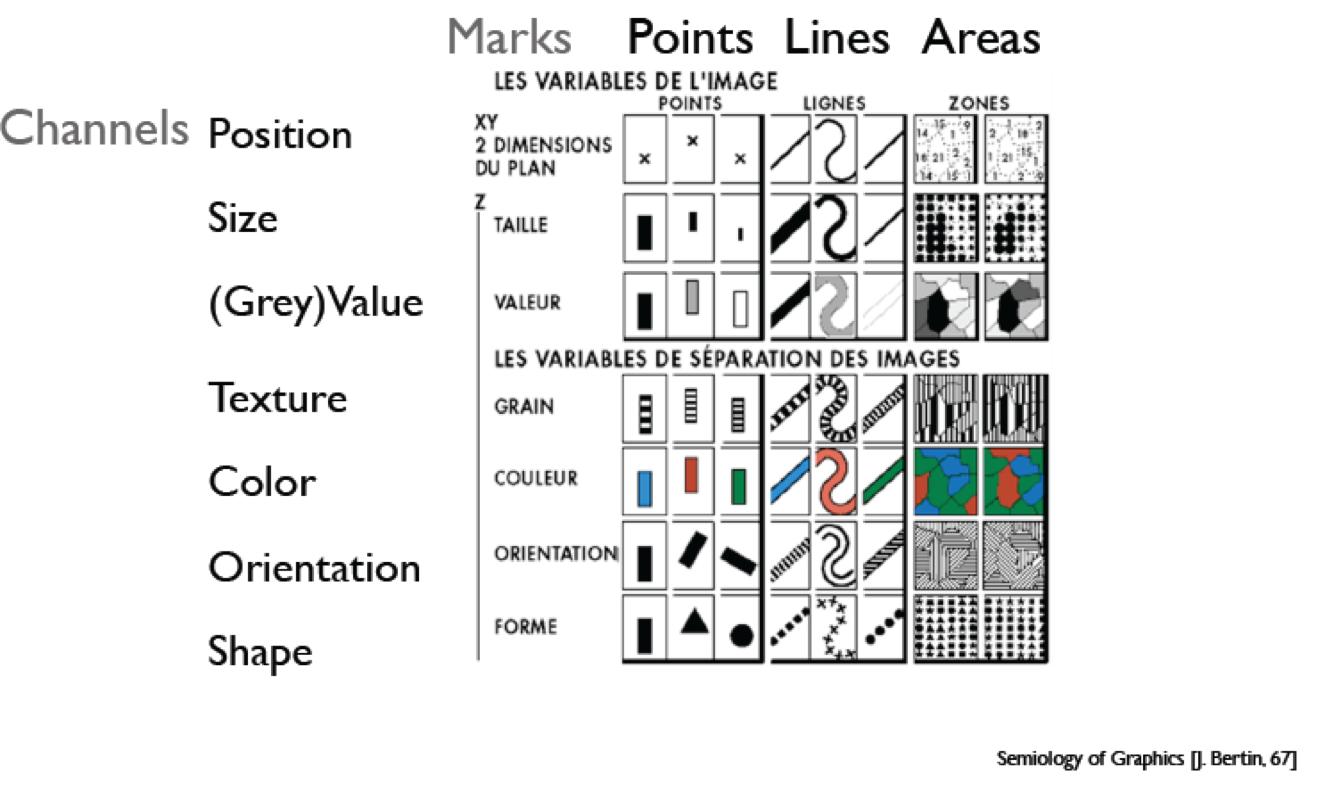 Marks Points Lines Areas
LES VARIABLES DE L'IMAGE
POINTS LIGNES ZONES
Channels Position
XY
2 DIMENSIONS
DU PLAN
Z
Size
TAILLE
(Grey)Value
VALEUR
LES VARIABLES DE SÉPARATION DES IMAGES
Texture
GRAIN
Color
COULEUR
Orientation
ORIENTATION
Shape
FORME
Semiology of Graphics [J. Bertin, 67]